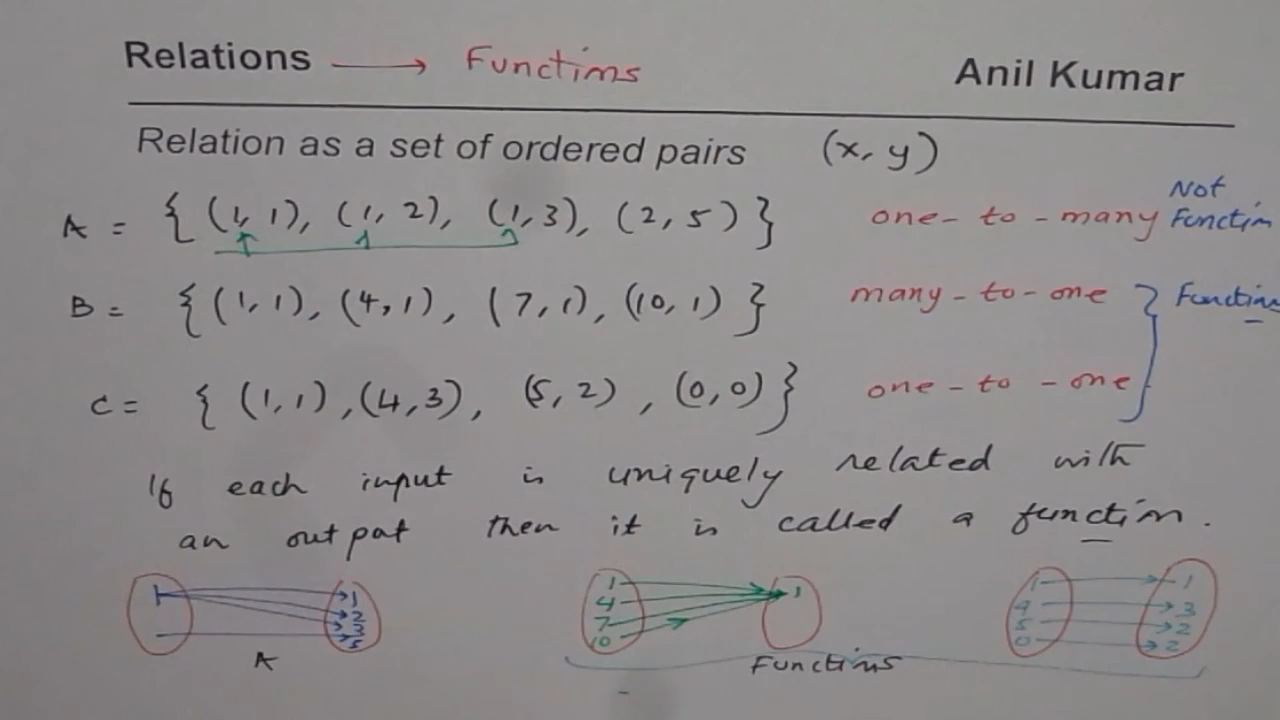 Relations → Functions
Anil Kumar
Relation as a set of ordered pairs (x, y)
A = { (1, 1), (1, 2), (1, 3), (2, 5) } one-to-many Not Function
B = { (1, 1), (4, 1), (7, 1), (10, 1) } many-to-one Functions
C = { (1, 1), (4, 3), (5, 2), (0, 0) } one-to-one
If each input is uniquely related with
an output then it is called a function.
1 1 2 3 5
A
1 4 7 10 1
1 4 5 0 1 3 2 2
Functions